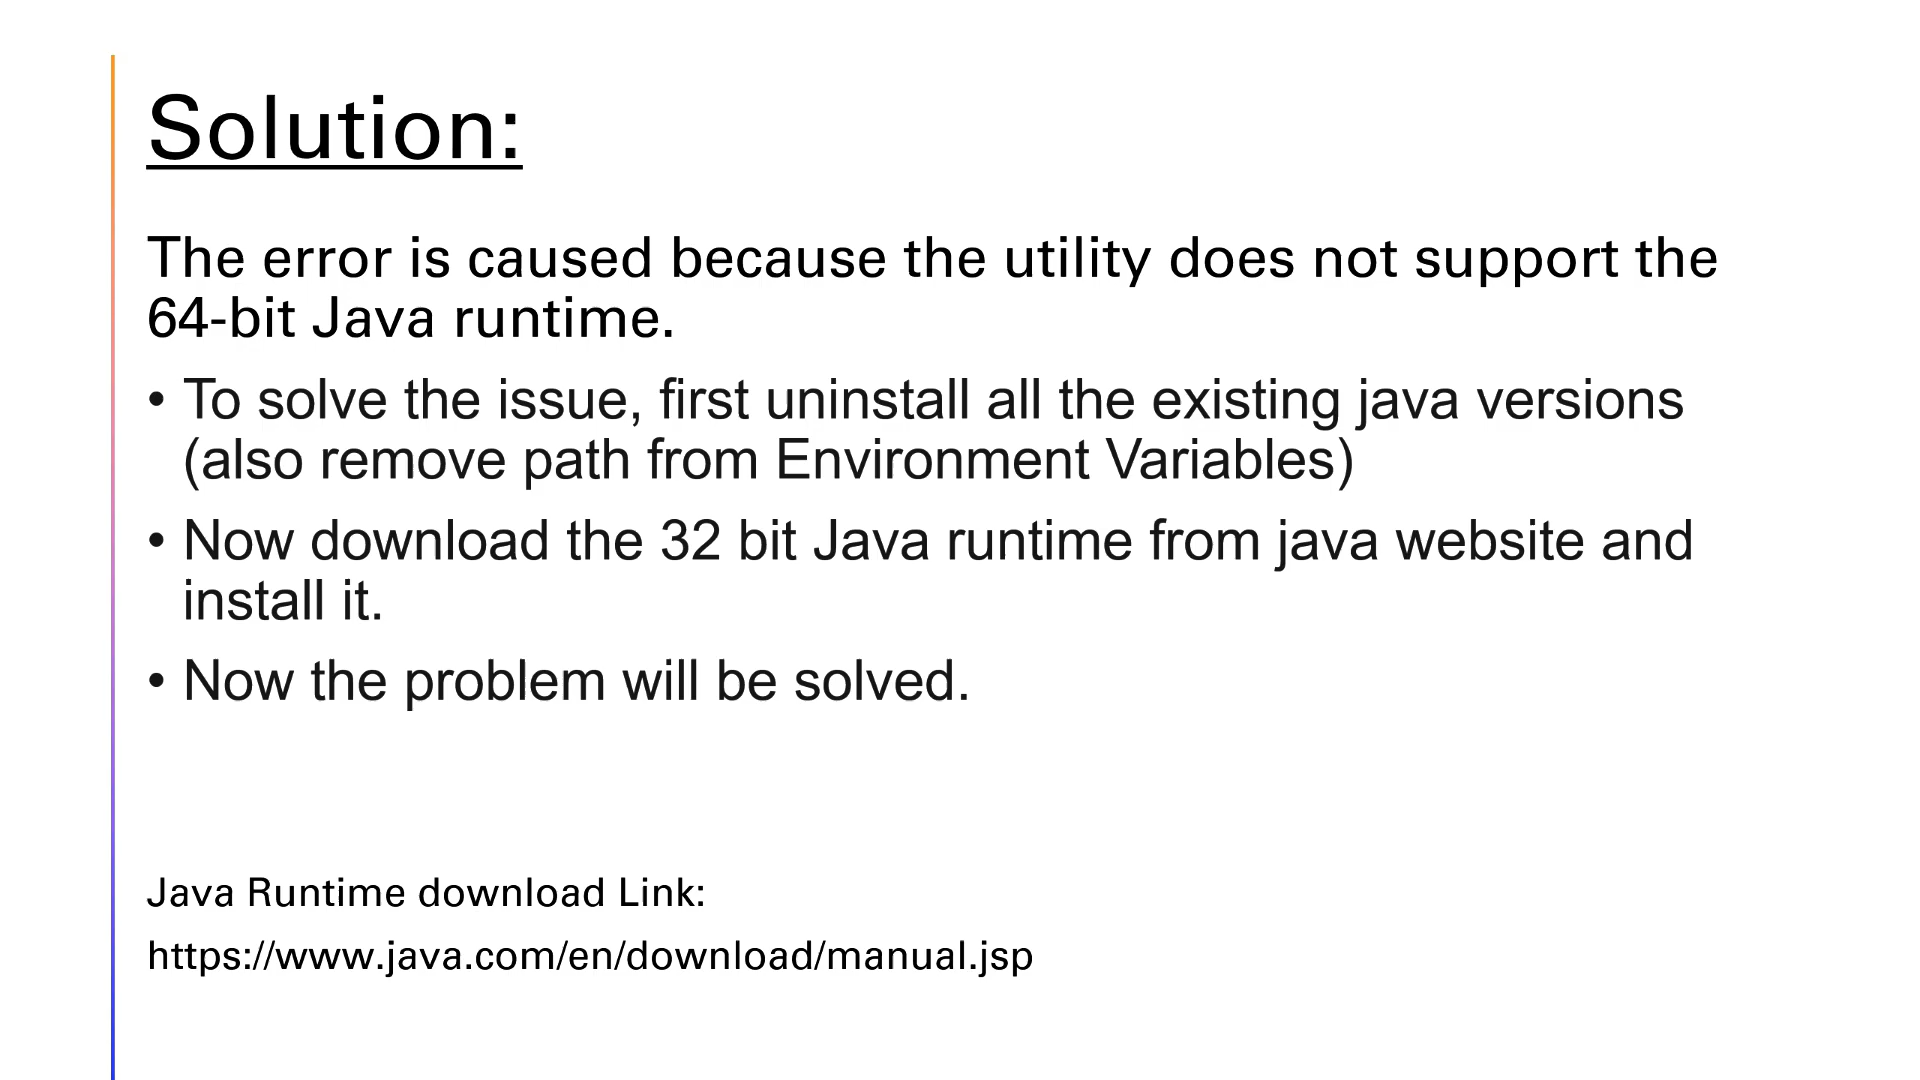 Solution:
The error is caused because the utility does not support the
64-bit Java runtime.
• To solve the issue, first uninstall all the existing java versions
(also remove path from Environment Variables)
• Now download the 32 bit Java runtime from java website and
install it.
• Now the problem will be solved.
Java Runtime download Link:
https://www.java.com/en/download/manual.jsp